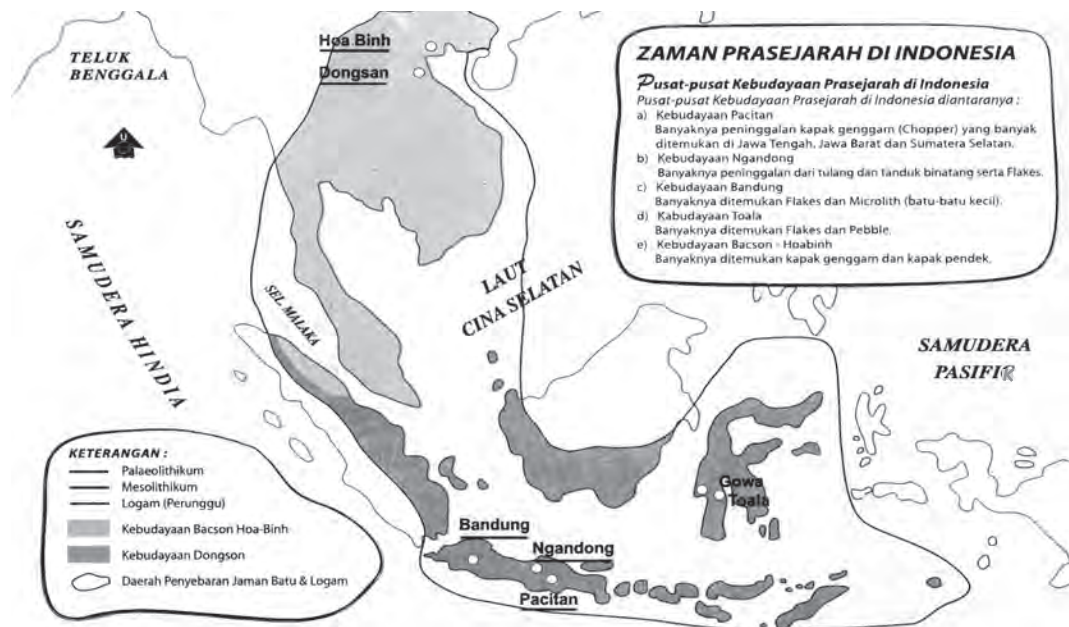 Hoa Binh
Dongsan
TELUK
BENGGALA
U
SAMUDERA HINDIA
SEL. MALAKA
LAUT
CINA SELATAN
ZAMAN PRASEJARAH DI INDONESIA
Pusat-pusat Kebudayaan Prasejarah di Indonesia
Pusat-pusat Kebudayaan Prasejarah di Indonesia diantaranya :
a) Kebudayaan Pacitan
Banyaknya peninggalan kapak genggam (Chopper) yang banyak
ditemukan di Jawa Tengah, Jawa Barat dan Sumatera Selatan.
b) Kebudayaan Ngandong
Banyaknya peninggalan dari tulang dan tanduk binatang serta Flakes.
c) Kebudayaan Bandung
Banyaknya ditemukan Flakes dan Microlith (batu-batu kecil).
d) Kabudayaan Toala
Banyaknya ditemukan Flakes dan Pebble.
e) Kebudayaan Bacson - Hoabinh
Banyaknya ditemukan kapak genggam dan kapak pendek.
SAMUDERA
PASIFIR
Gows
Toala
Bandung
Ngandong
Pacitan
KETERANGAN :
Palaeolithikum
Mesolithikum
Logam (Perunggu)
Kebudayaan Bacson Hoa-Binh
Kebudayaan Dongson
Daerah Penyebaran Jaman Batu & Logam